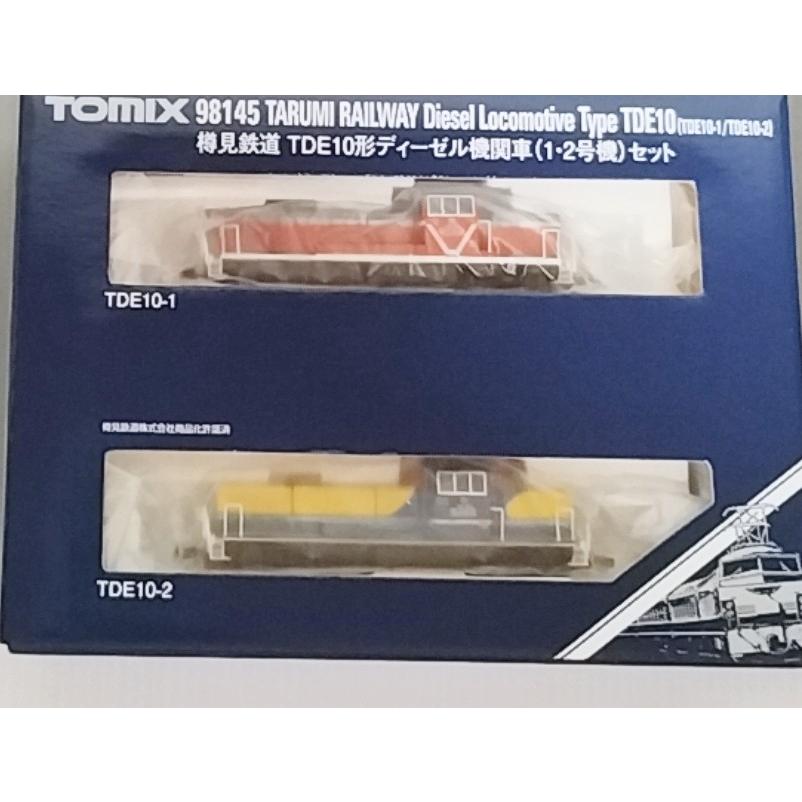 TOMIX 98145 TARUMI RAILWAY Diesel Locomotive Type TDE10(TDE10-1/TDE10-2)
樽見鉄道 TDE10形ディーゼル機関車(1・2号機)セット
TDE10-1
樽見鉄道株式会社商品化許諾済
TDE10-2